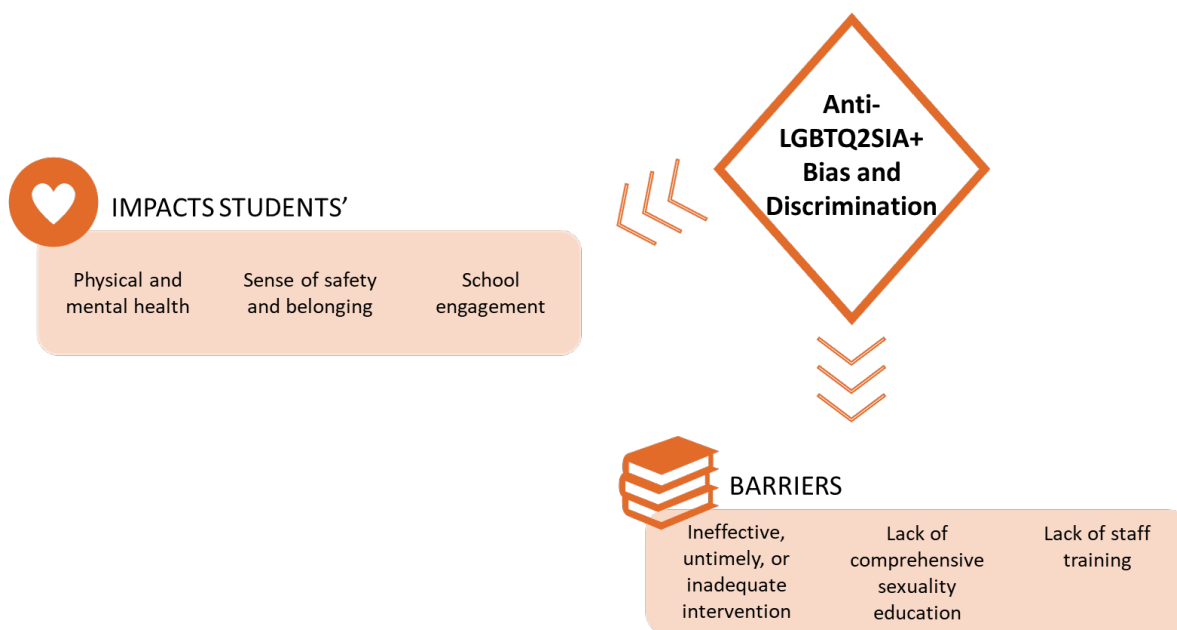 Anti-
LGBTQ2SIA+
Bias and
Discrimination
IMPACTS STUDENTS’
Physical and
mental health
Sense of safety
and belonging
School
engagement
BARRIERS
Ineffective,
untimely, or
inadequate
intervention
Lack of
comprehensive
sexuality
education
Lack of staff
training